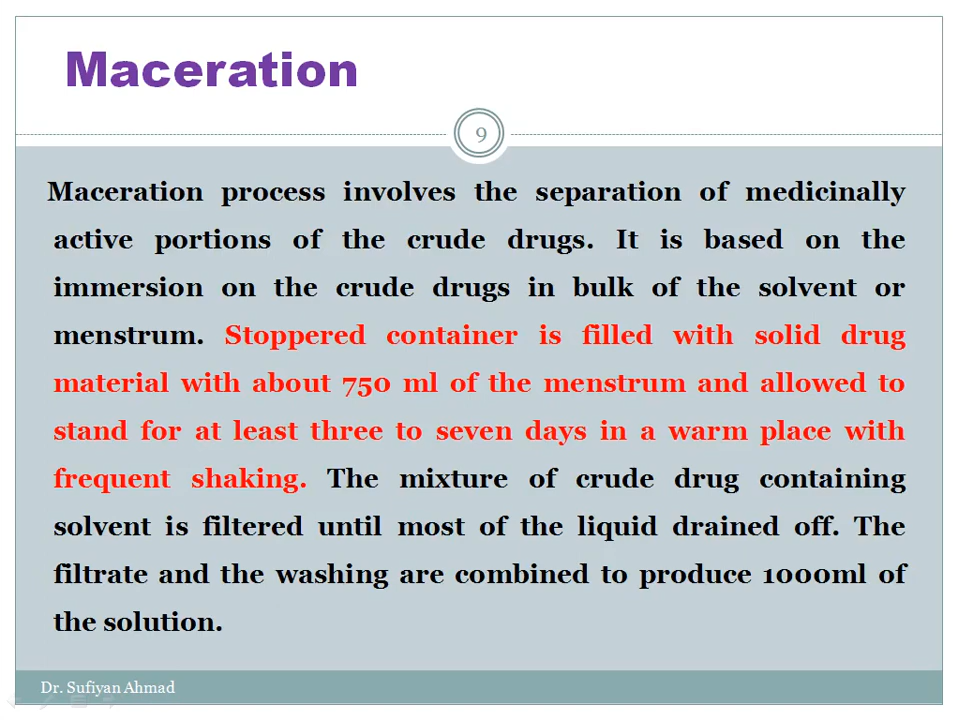 Maceration
9
Maceration process involves the separation of medicinally
active portions of the crude drugs. It is based on the
immersion on the crude drugs in bulk of the solvent or
menstrum. Stoppered container is filled with solid drug
material with about 750 ml of the menstrum and allowed to
stand for at least three to seven days in a warm place with
frequent shaking. The mixture of crude drug containing
solvent is filtered until most of the liquid drained off. The
filtrate and the washing are combined to produce 1000ml of
the solution.
Dr. Sufiyan Ahmad